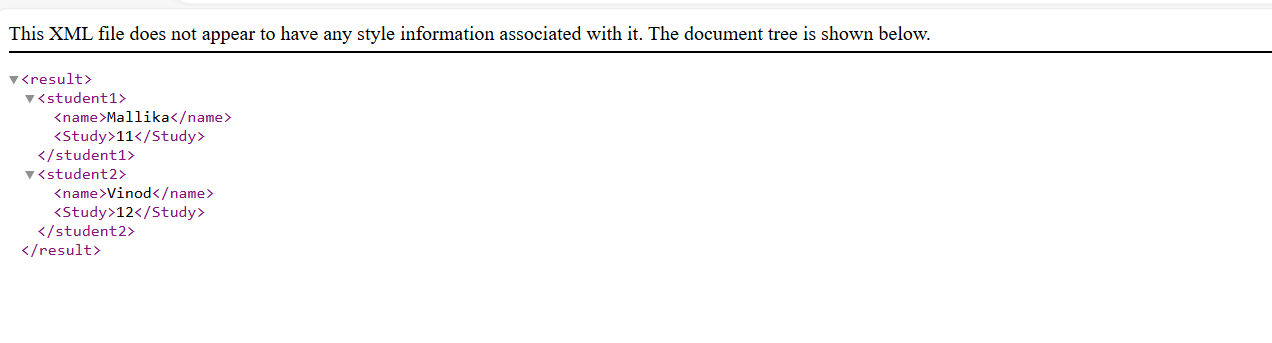 This XML file does not appear to have any style information associated with it. The document tree is shown below.
<result>
<student1>
<name>Mallika</name>
<Study>11</Study>
</student1>
<student2>
<name>Vinod</name>
<Study>12</Study>
</student2>
</result>